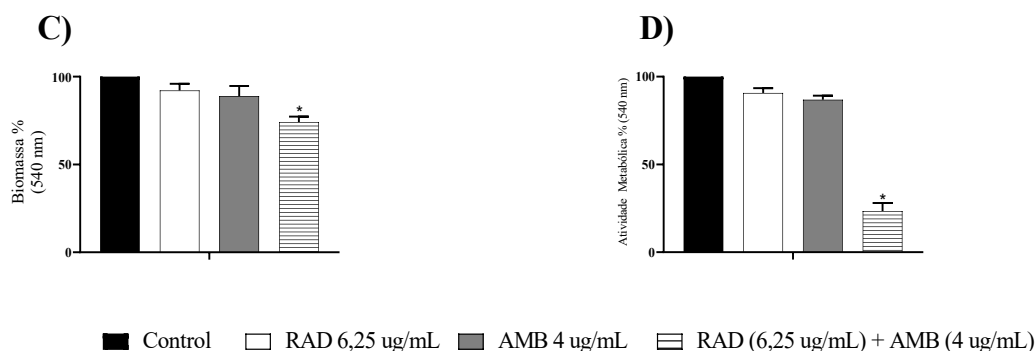 C)
D)
Biomassa %
(540 nm)
100
50
0
*
Atividade Metabólica % (540 nm)
100
50
0
*
Control
RAD 6,25 ug/mL
AMB 4 ug/mL
RAD (6,25 ug/mL) + AMB (4 ug/mL)